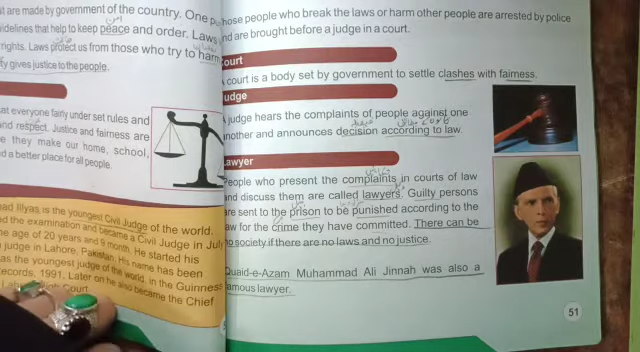 at are made by government of the country. One
idelines that help to keep peace and order. Laws
rights. Laws protect us from those who try to harm
fy gives justice to the people.
at everyone fairly under set rules and
nd respect. Justice and fairness are
e they make our home, school,
d a better place for all people.
ad Illyas is the youngest Civil Judge of the world.
ed the examination and became a Civil Judge in July
he age of 20 years and 9 month. He started his
judge in Lahore, Pakistan. His name has been
as the youngest judge of the world, in the Guinness
ecords, 1991. Later on he also became the Chief
Court
hose people who break the laws or harm other people are arrested by police
nd are brought before a judge in a court.
ourt
court is a body set by government to settle clashes with fairness.
udge
A judge hears the complaints of people against one
nother and announces decision according to law.
awyer
People who present the complaints in courts of law
and discuss them are called lawyers. Guilty persons
are sent to the prison to be punished according to the
aw for the crime they have committed. There can be
no society if there are no laws and no justice.
Quaid-e-Azam Muhammad Ali Jinnah was also a
famous lawyer.
51